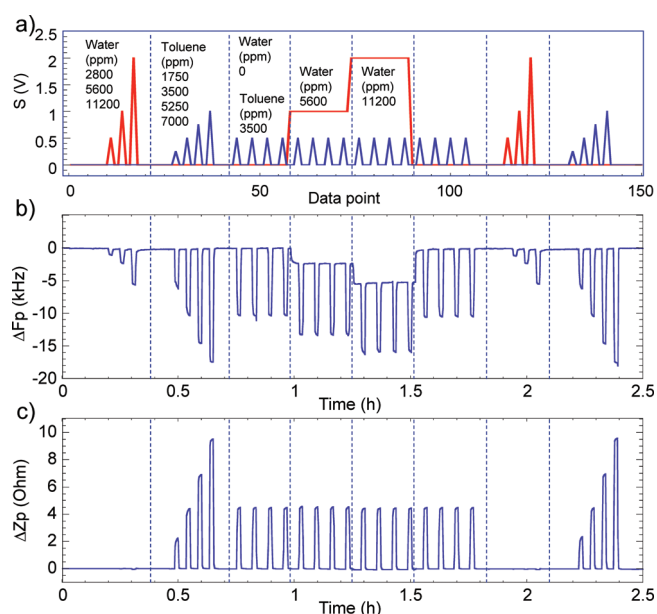 a)
2.5
2
1.5
1
0.5
0
S (V)
Water
(ppm)
2800
5600
11200
Toluene
(ppm)
1750
3500
5250
7000
Water
(ppm)
0
Toluene
(ppm)
3500
Water
(ppm)
5600
Water
(ppm)
11200
0
50
100
150
Data point
b)
0
-5
-10
-15
-20
ΔFp (kHz)
0
0.5
1
1.5
2
2.5
Time (h)
c)
10
8
6
4
2
0
ΔZp (Ohm)
0
0.5
1
1.5
2
2.5
Time (h)